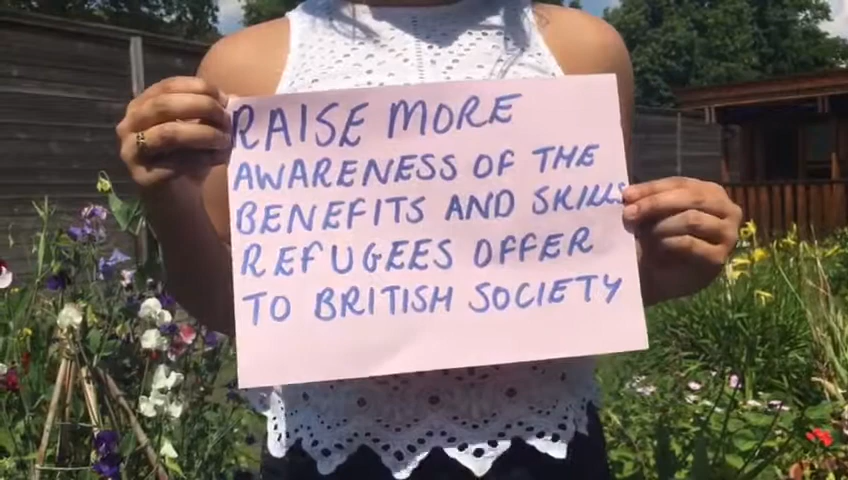 RAISE MORE
AWARENESS OF THE
BENEFITS AND SKILLS
REFUGEES OFFER
TO BRITISH SOCIETY